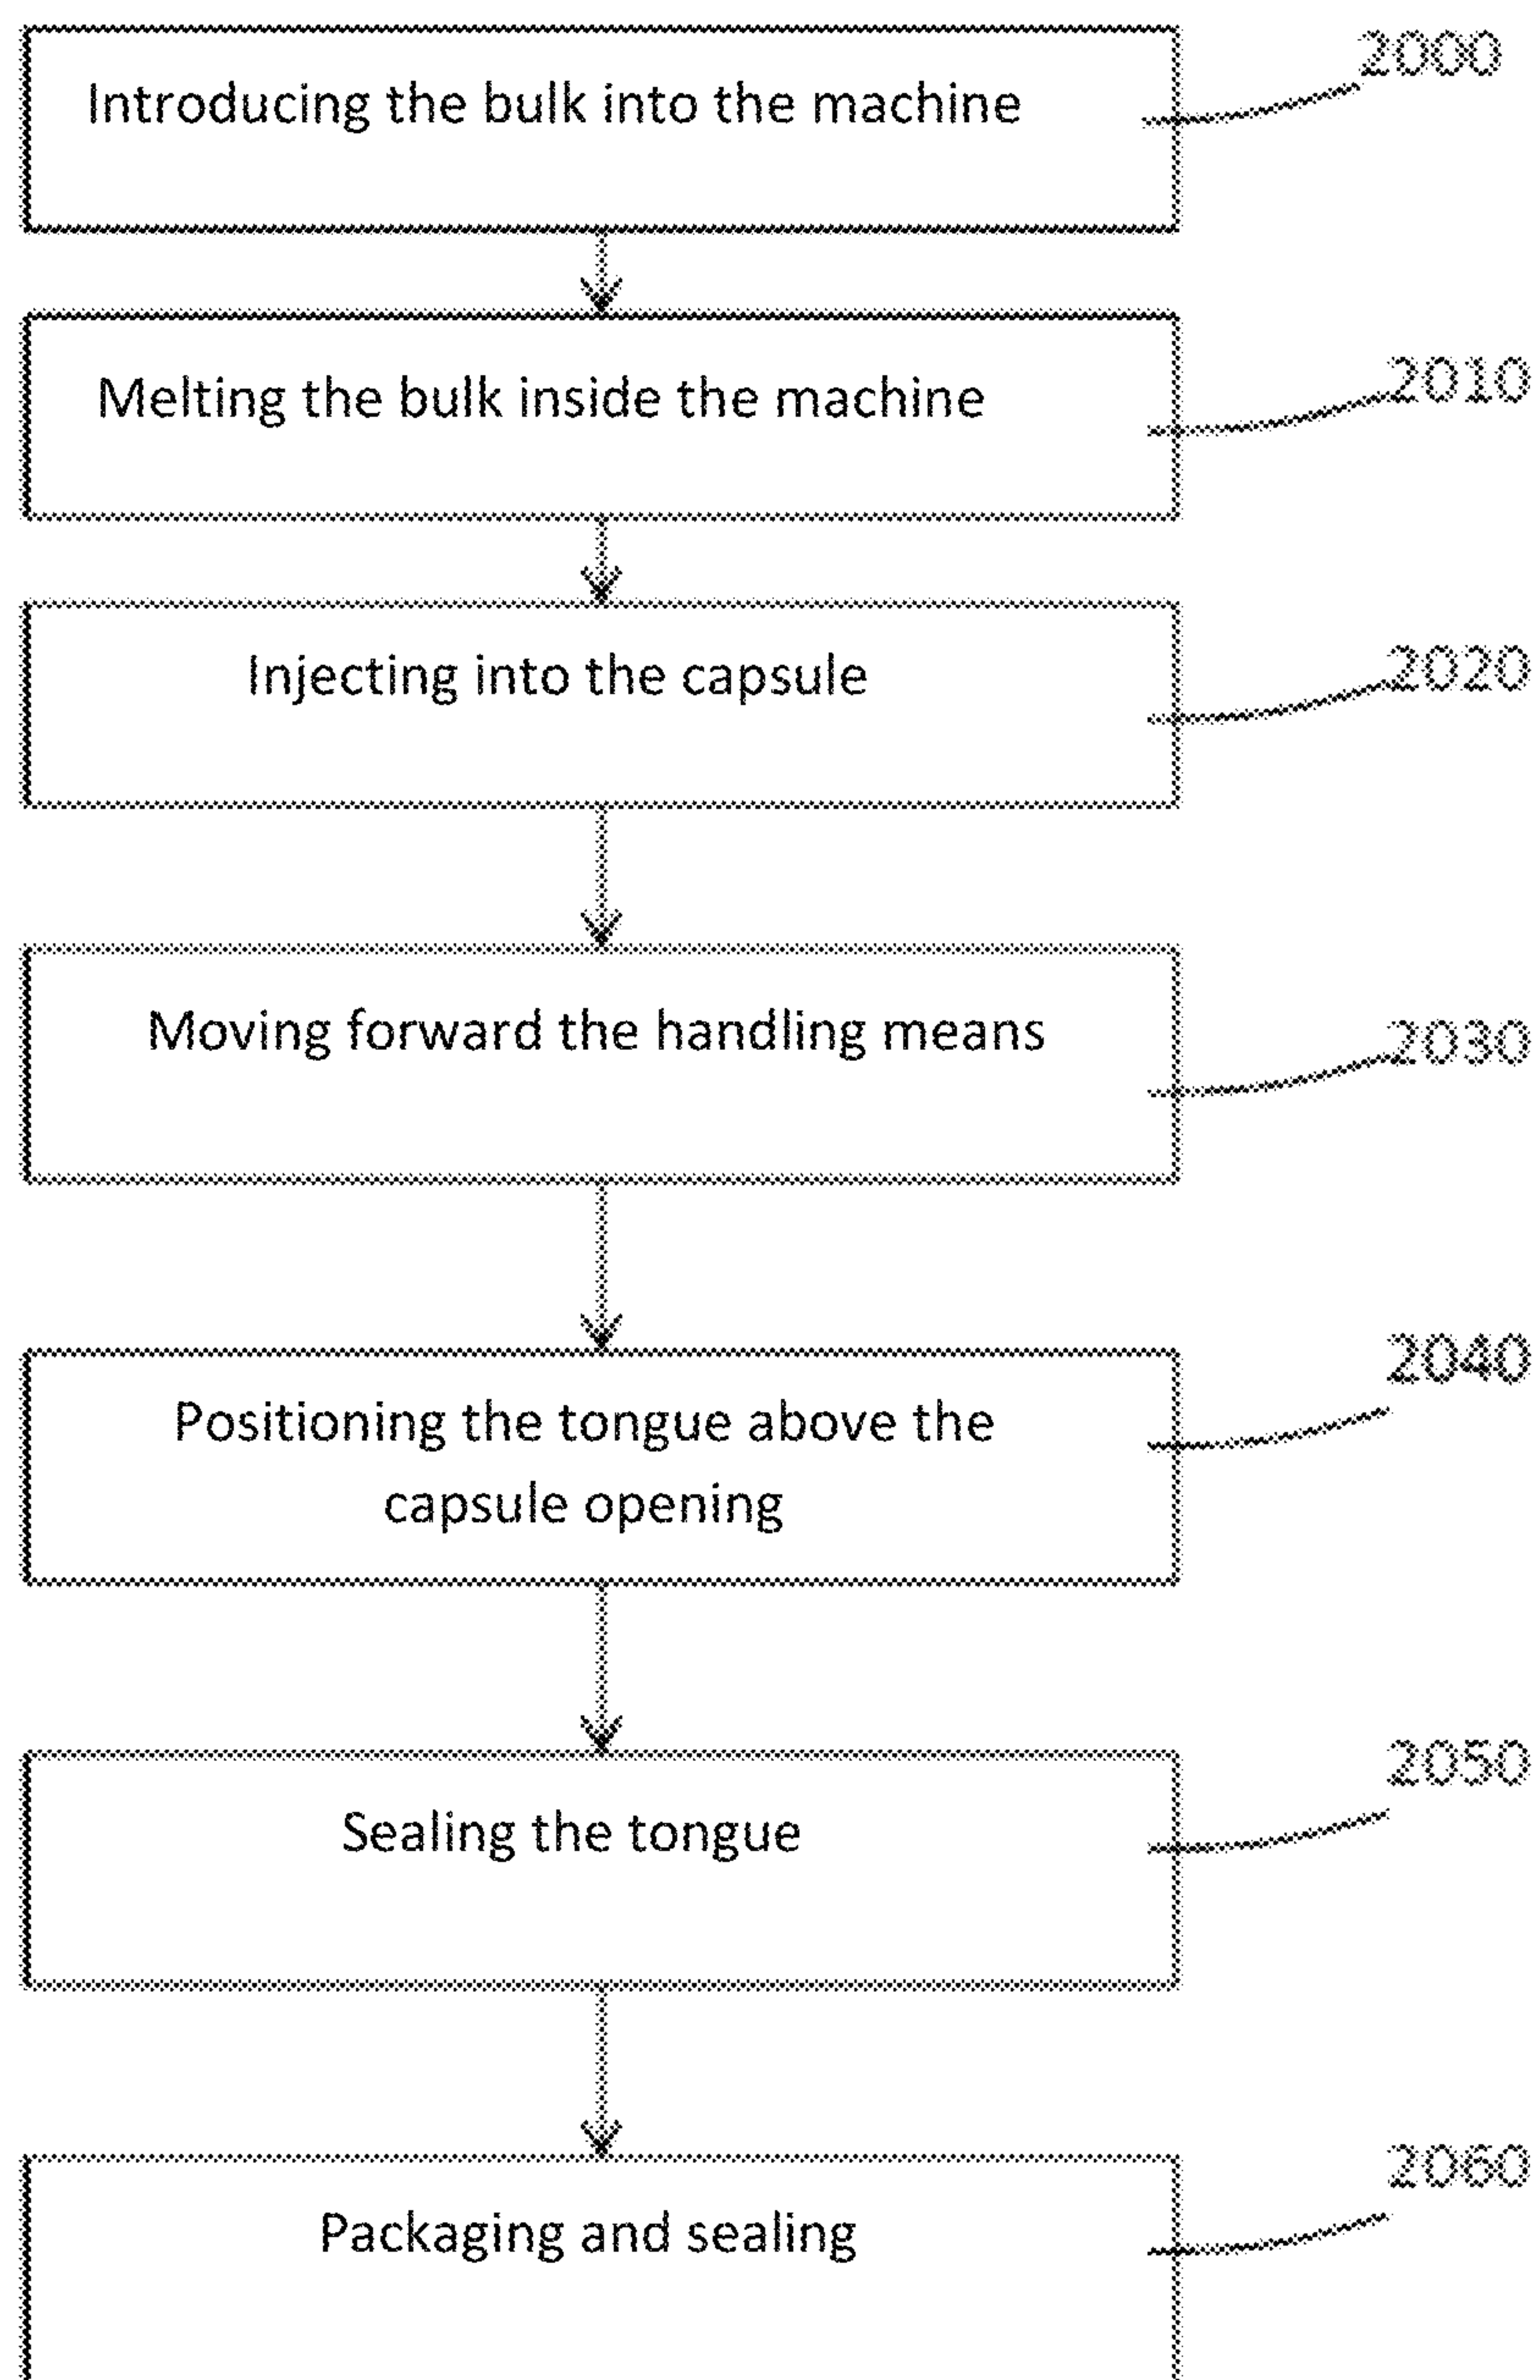 Introducing the bulk into the machine
2000
Melting the bulk inside the machine
2010
Injecting into the capsule
2020
Moving forward the handling means
2030
Positioning the tongue above the
capsule opening
2040
Sealing the tongue
2050
Packaging and sealing
2060